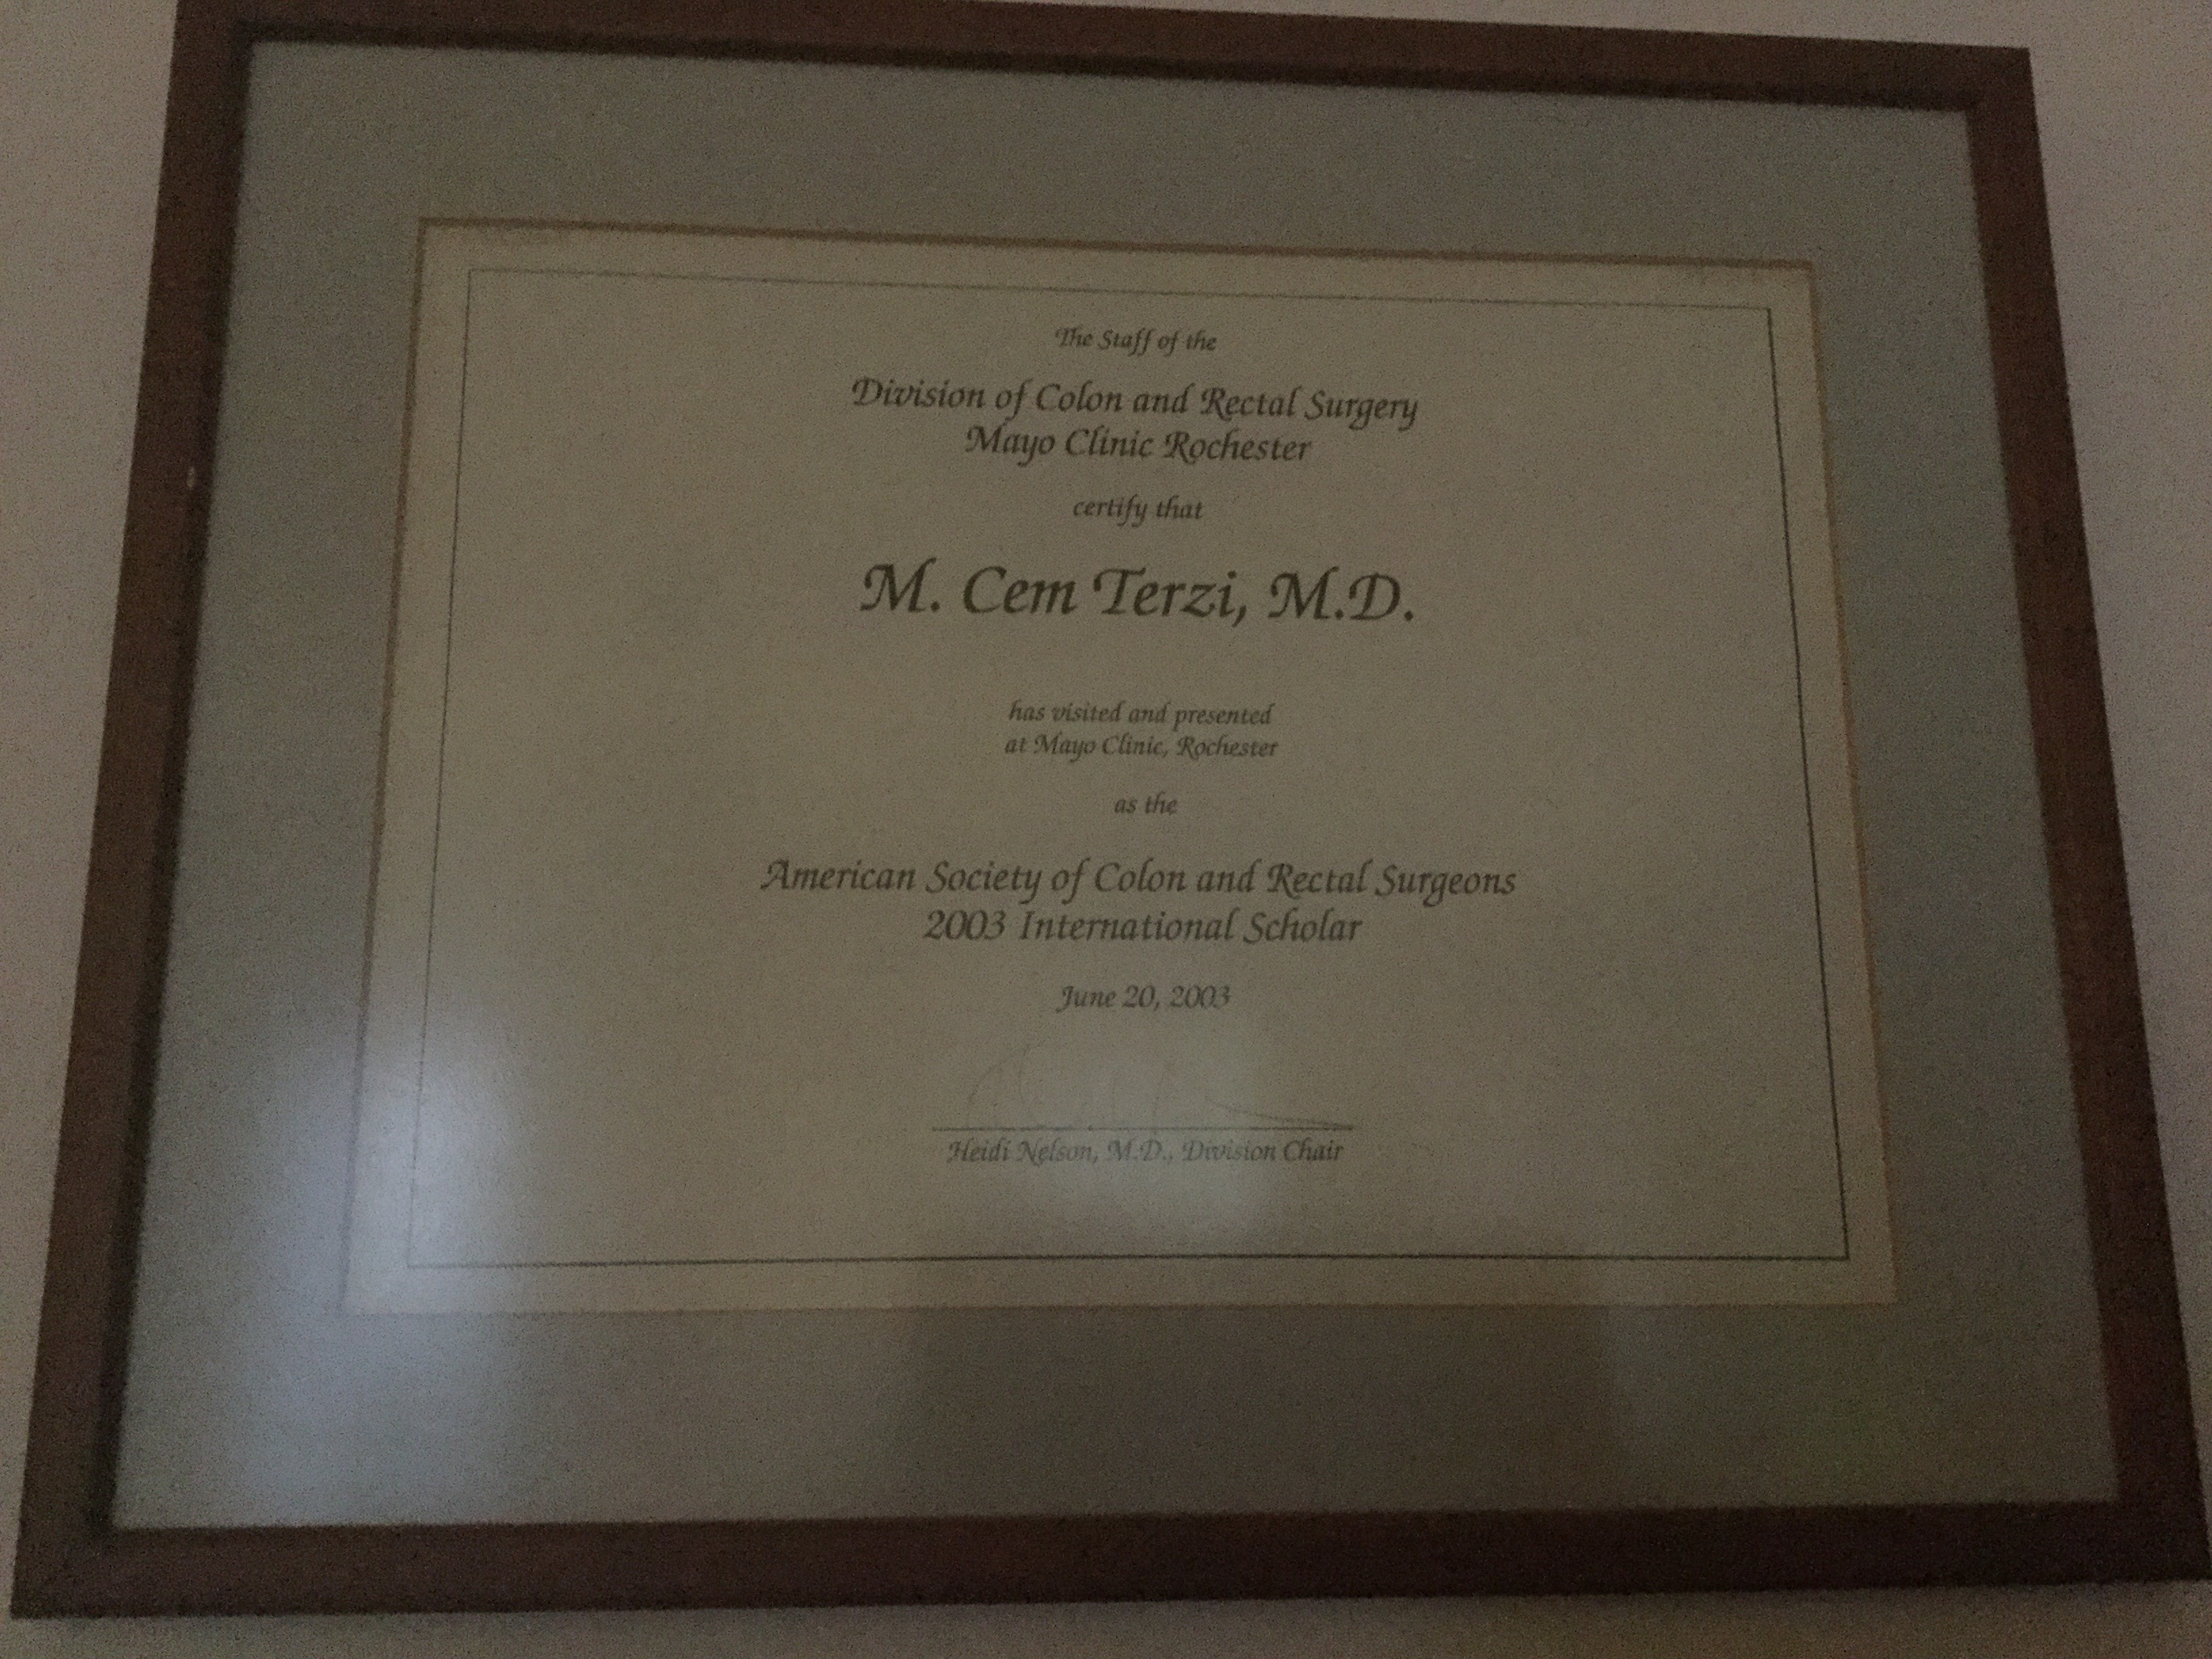 The Staff of the
Division of Colon and Rectal Surgery
Mayo Clinic Rochester
certify that
M. Cem Terzi, M.D.
has visited and presented
at Mayo Clinic, Rochester
as the
American Society of Colon and Rectal Surgeons
2003 International Scholar
June 20, 2003
Heidi Nelson, M.D., Division Chair